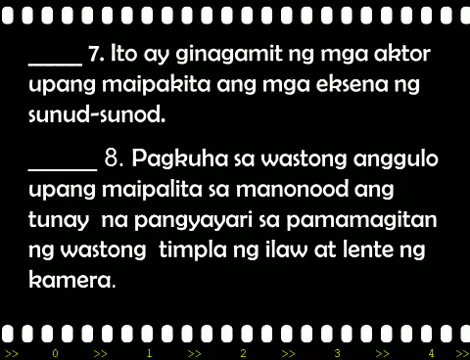 _____ 7. Ito ay ginagamit ng mga aktor
upang maipakita ang mga eksena ng
sunud-sunod.
______ 8. Pagkuha sa wastong anggulo
upang maipalita sa manonood ang
tunay na pangyayari sa pamamagitan
ng wastong timpla ng ilaw at lente ng
kamera.
>> 0 >> 1 >> 2 >> 3 >> 4 >>